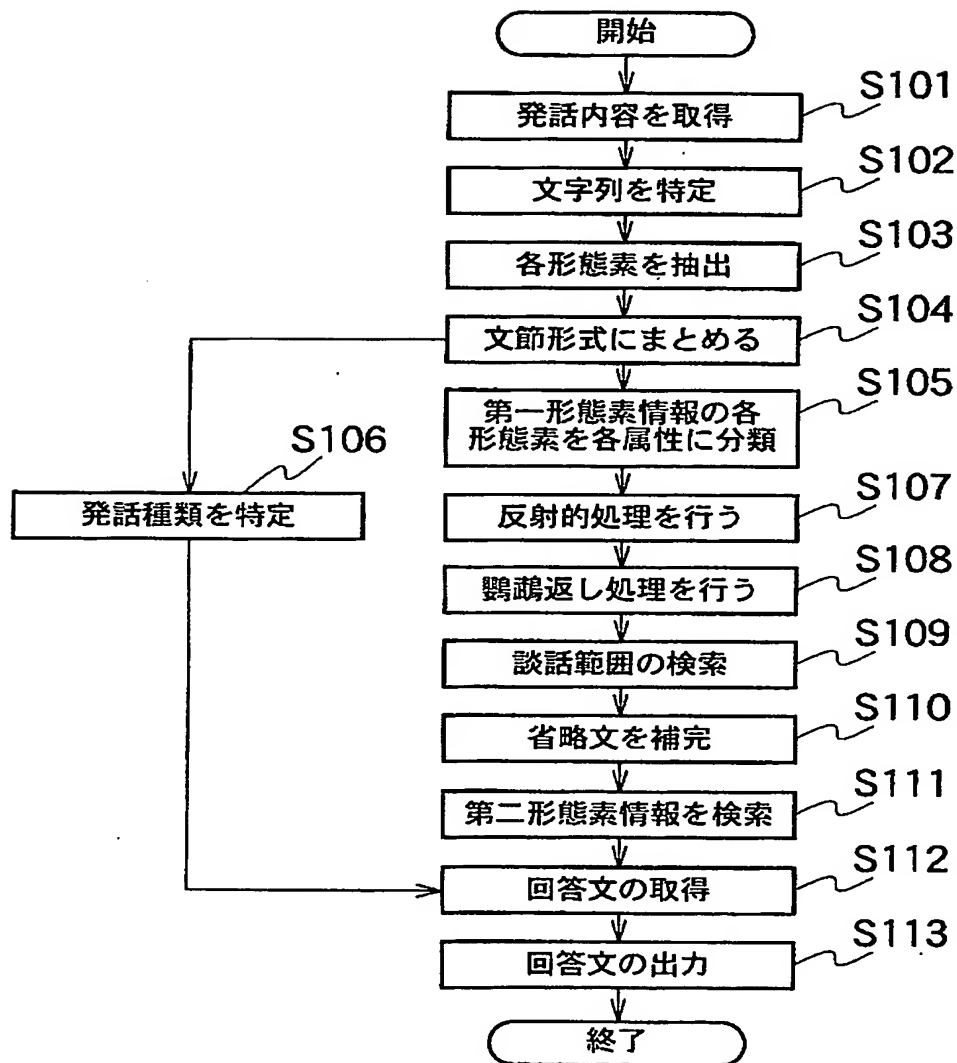 開始
S101
発話内容を取得
S102
文字列を特定
S103
各形態素を抽出
S104
文節形式にまとめる
S105
第一形態素情報の各
形態素を各属性に分類
S106
発話種類を特定
S107
反射的処理を行う
S108
鸚鵡返し処理を行う
S109
談話範囲の検索
S110
省略文を補完
S111
第二形態素情報を検索
S112
回答文の取得
S113
回答文の出力
終了